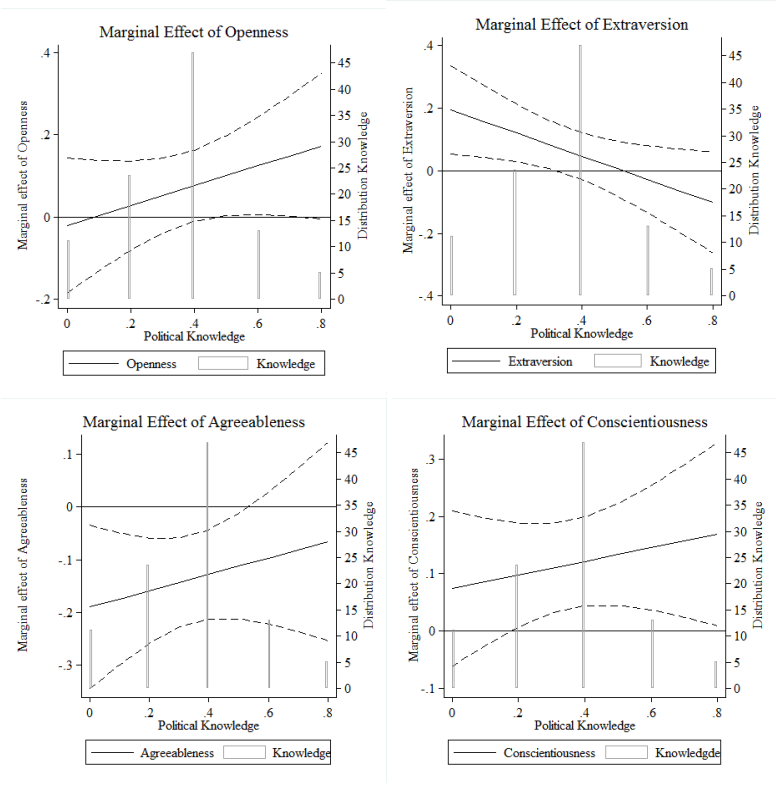 Marginal Effect of Openness
Marginal effect of Openness
.4
.2
0
-.2
45
40
35
30
25
20
15
10
5
0
Distribution Knowledge
0 .2 .4 .6 .8
Political Knowledge
Openness Knowledge
Marginal Effect of Extraversion
Marginal effect of Extraversion
.4
.2
0
-.2
-.4
45
40
35
30
25
20
15
10
5
0
Distribution Knowledge
0 .2 .4 .6 .8
Political Knowledge
Extraversion Knowledge
Marginal Effect of Agreeableness
Marginal effect of Agreeableness
.1
0
-.1
-.2
-.3
45
40
35
30
25
20
15
10
5
0
Distribution Knowledge
0 .2 .4 .6 .8
Political Knowledge
Agreeableness Knowledge
Marginal Effect of Conscientiousness
Marginal effect of Conscientiousness
.3
.2
.1
0
-.1
45
40
35
30
25
20
15
10
5
0
Distribution Knowledge
0 .2 .4 .6 .8
Political Knowledge
Conscientiousness Knowledgde